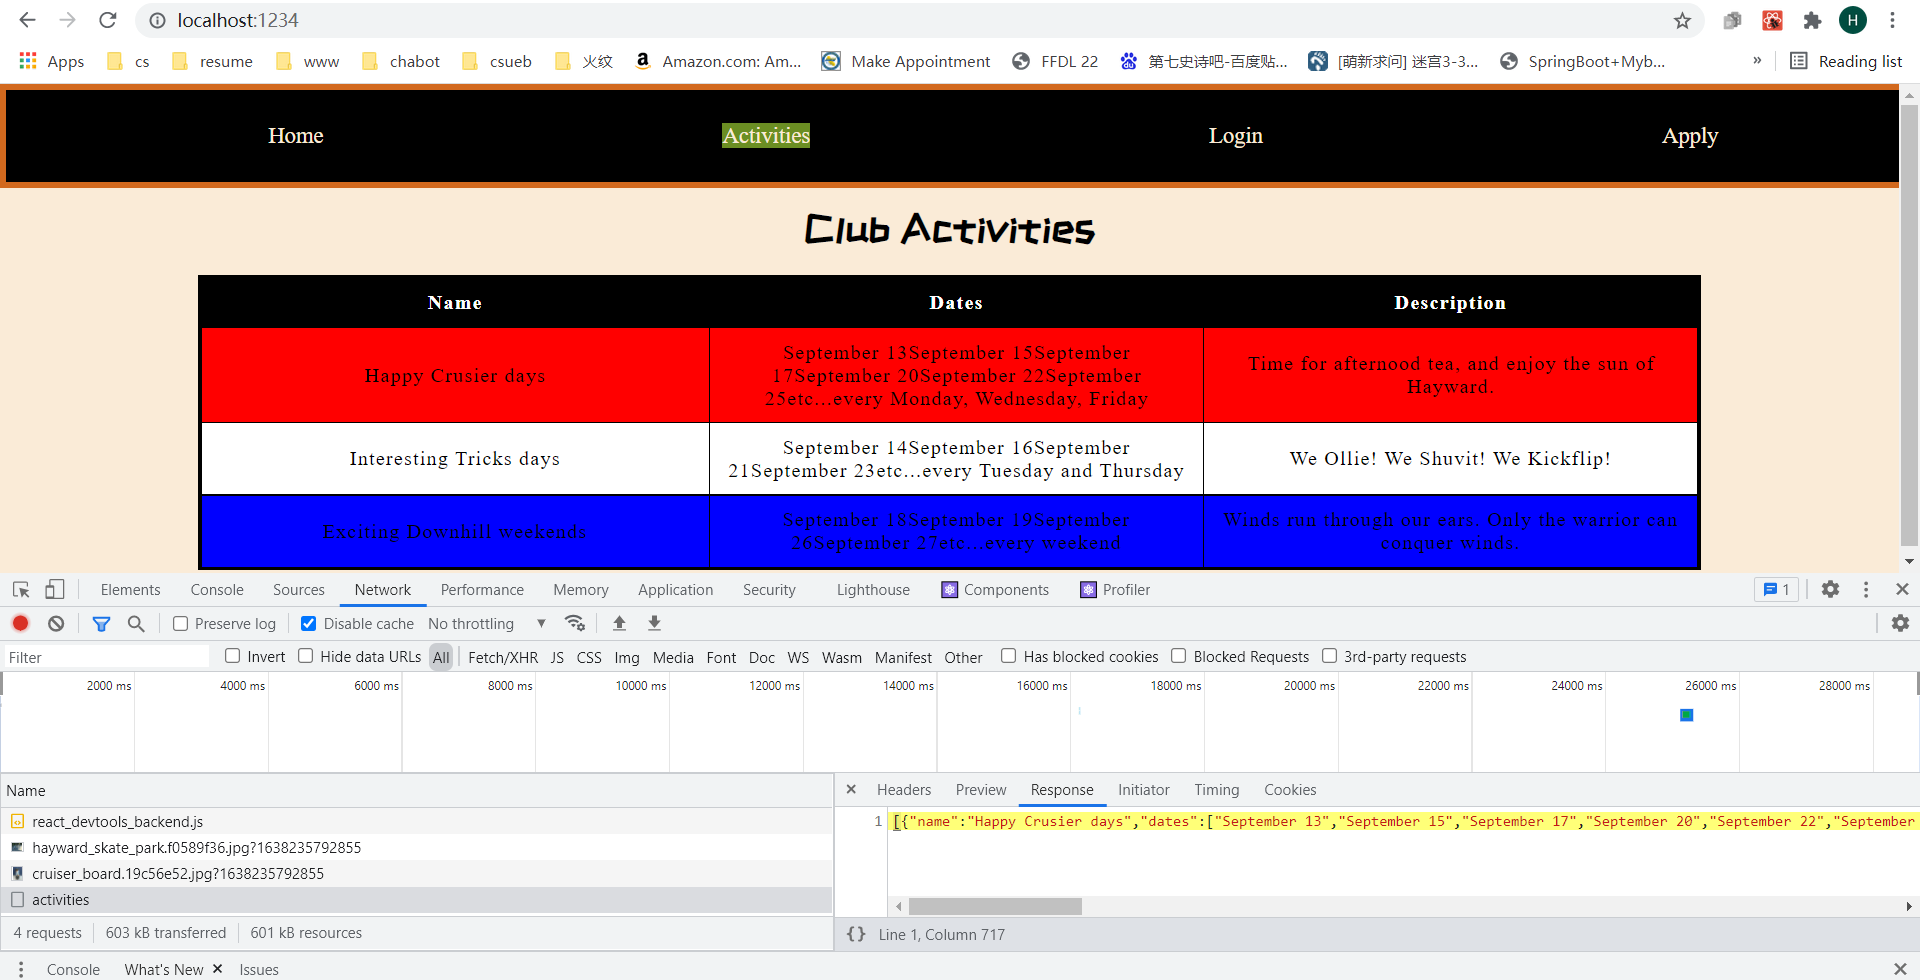 localhost:1234
H
Apps cs resume www chabot csueb 火纹 Amazon.com: Am... Make Appointment FFDL 22 第七史诗吧-百度贴... [萌新求问] 迷宫3-3... SpringBoot+Myb... » Reading list
Home Activities Login Apply
Club Activities
Name Dates Description
Happy Crusier days
September 13September 15September
17September 20September 22September
25etc...every Monday, Wednesday, Friday
Time for afternood tea, and enjoy the sun of
Hayward.
Interesting Tricks days
September 14September 16September
21September 23etc...every Tuesday and Thursday
We Ollie! We Shuvit! We Kickflip!
Exciting Downhill weekends
September 18September 19September
26September 27etc...every weekend
Winds run through our ears. Only the warrior can
conquer winds.
Elements Console Sources Network Performance Memory Application Security Lighthouse Components Profiler 1
Preserve log Disable cache No throttling
Filter Invert Hide data URLs All Fetch/XHR JS CSS Img Media Font Doc WS Wasm Manifest Other Has blocked cookies Blocked Requests 3rd-party requests
2000 ms 4000 ms 6000 ms 8000 ms 10000 ms 12000 ms 14000 ms 16000 ms 18000 ms 20000 ms 22000 ms 24000 ms 26000 ms 28000 ms
Name
react_devtools_backend.js
hayward_skate_park.f0589f36.jpg?1638235792855
cruiser_board.19c56e52.jpg?1638235792855
activities
4 requests 603 kB transferred 601 kB resources
Headers Preview Response Initiator Timing Cookies
1 [{"name":"Happy Crusier days","dates":["September 13","September 15","September 17","September 20","September 22","September
{} Line 1, Column 717
Console What's New Issues